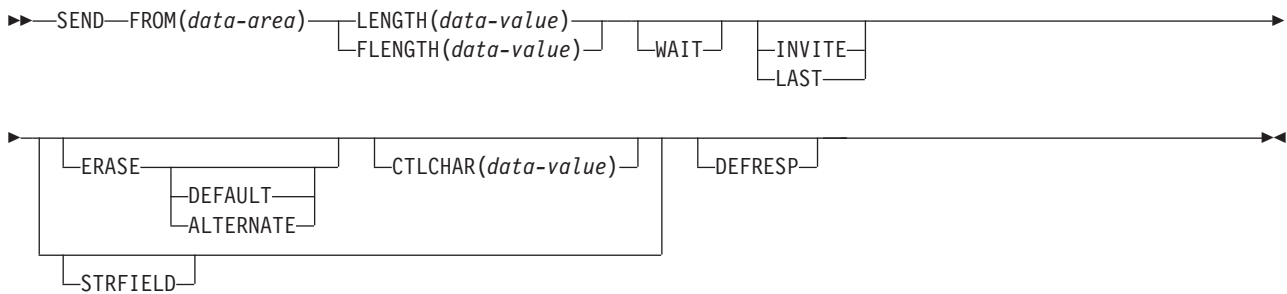 SEND FROM(data-area) LENGTH(data-value)
FLENGTH(data-value) WAIT INVITE
LAST
ERASE CTLCHAR(data-value) DEFRESP
DEFAULT
ALTERNATE
STRFIELD